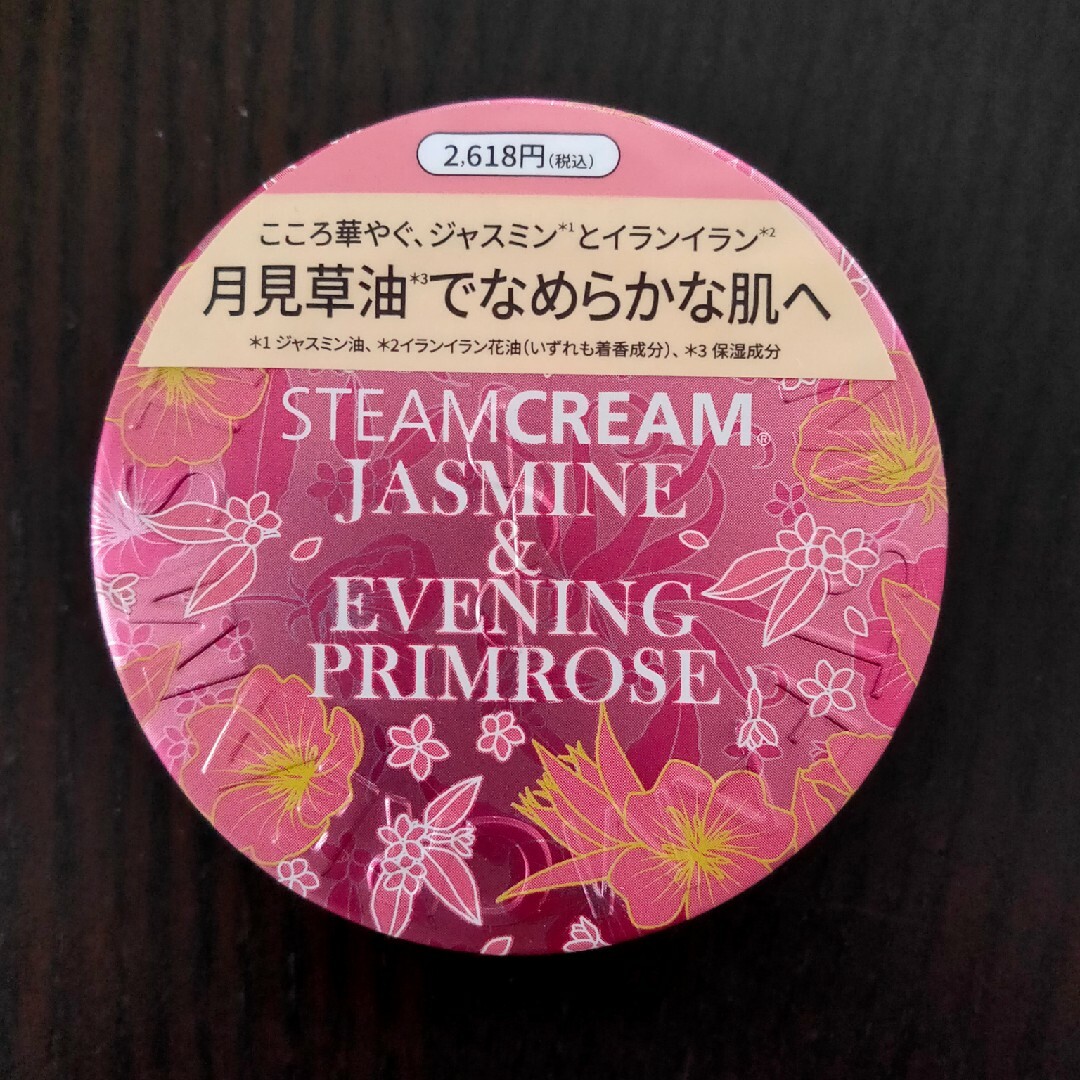 2,618円(税込)
こころ華やぐ、ジャスミン*1とイランイラン*2
月見草油*3でなめらかな肌へ
*1 ジャスミン油、*2イランイラン花油(いずれも着香成分)、*3 保湿成分
STEAMCREAM®
JASMINE
&
EVENING
PRIMROSE